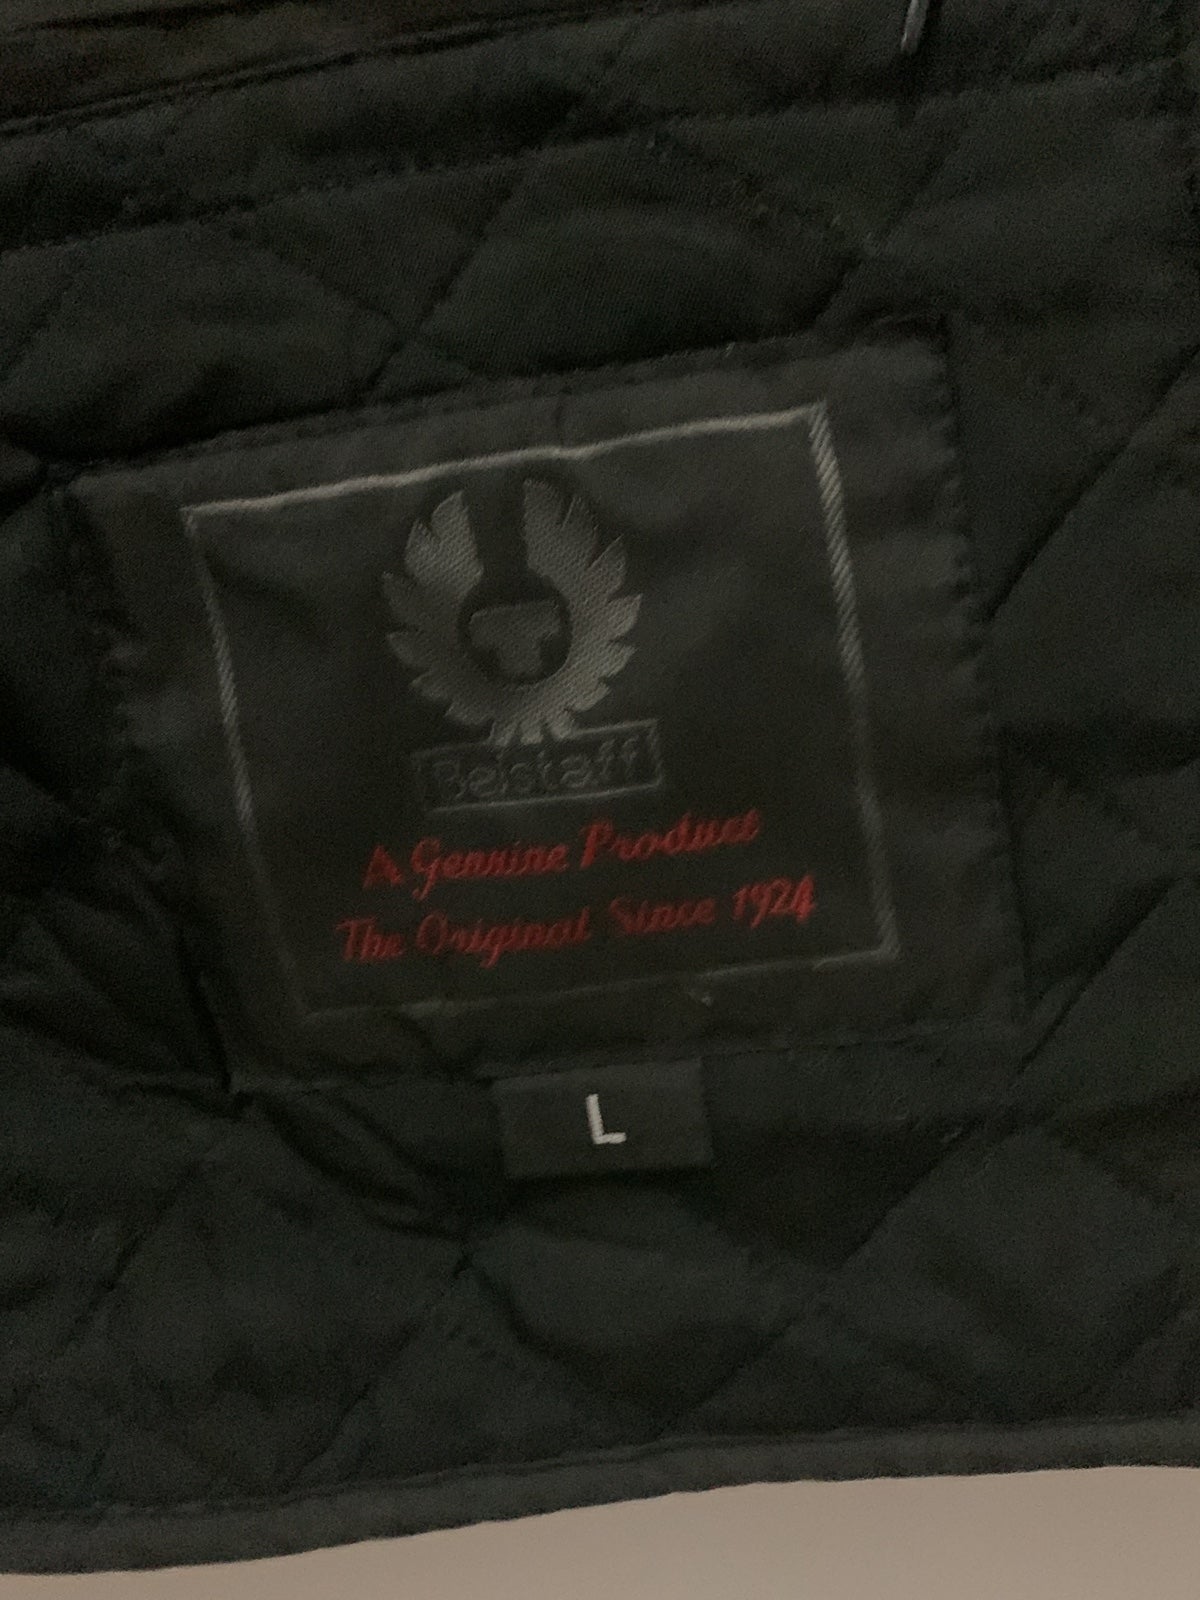 Belstaff
A Genuine Product
The Original Since 1924
L